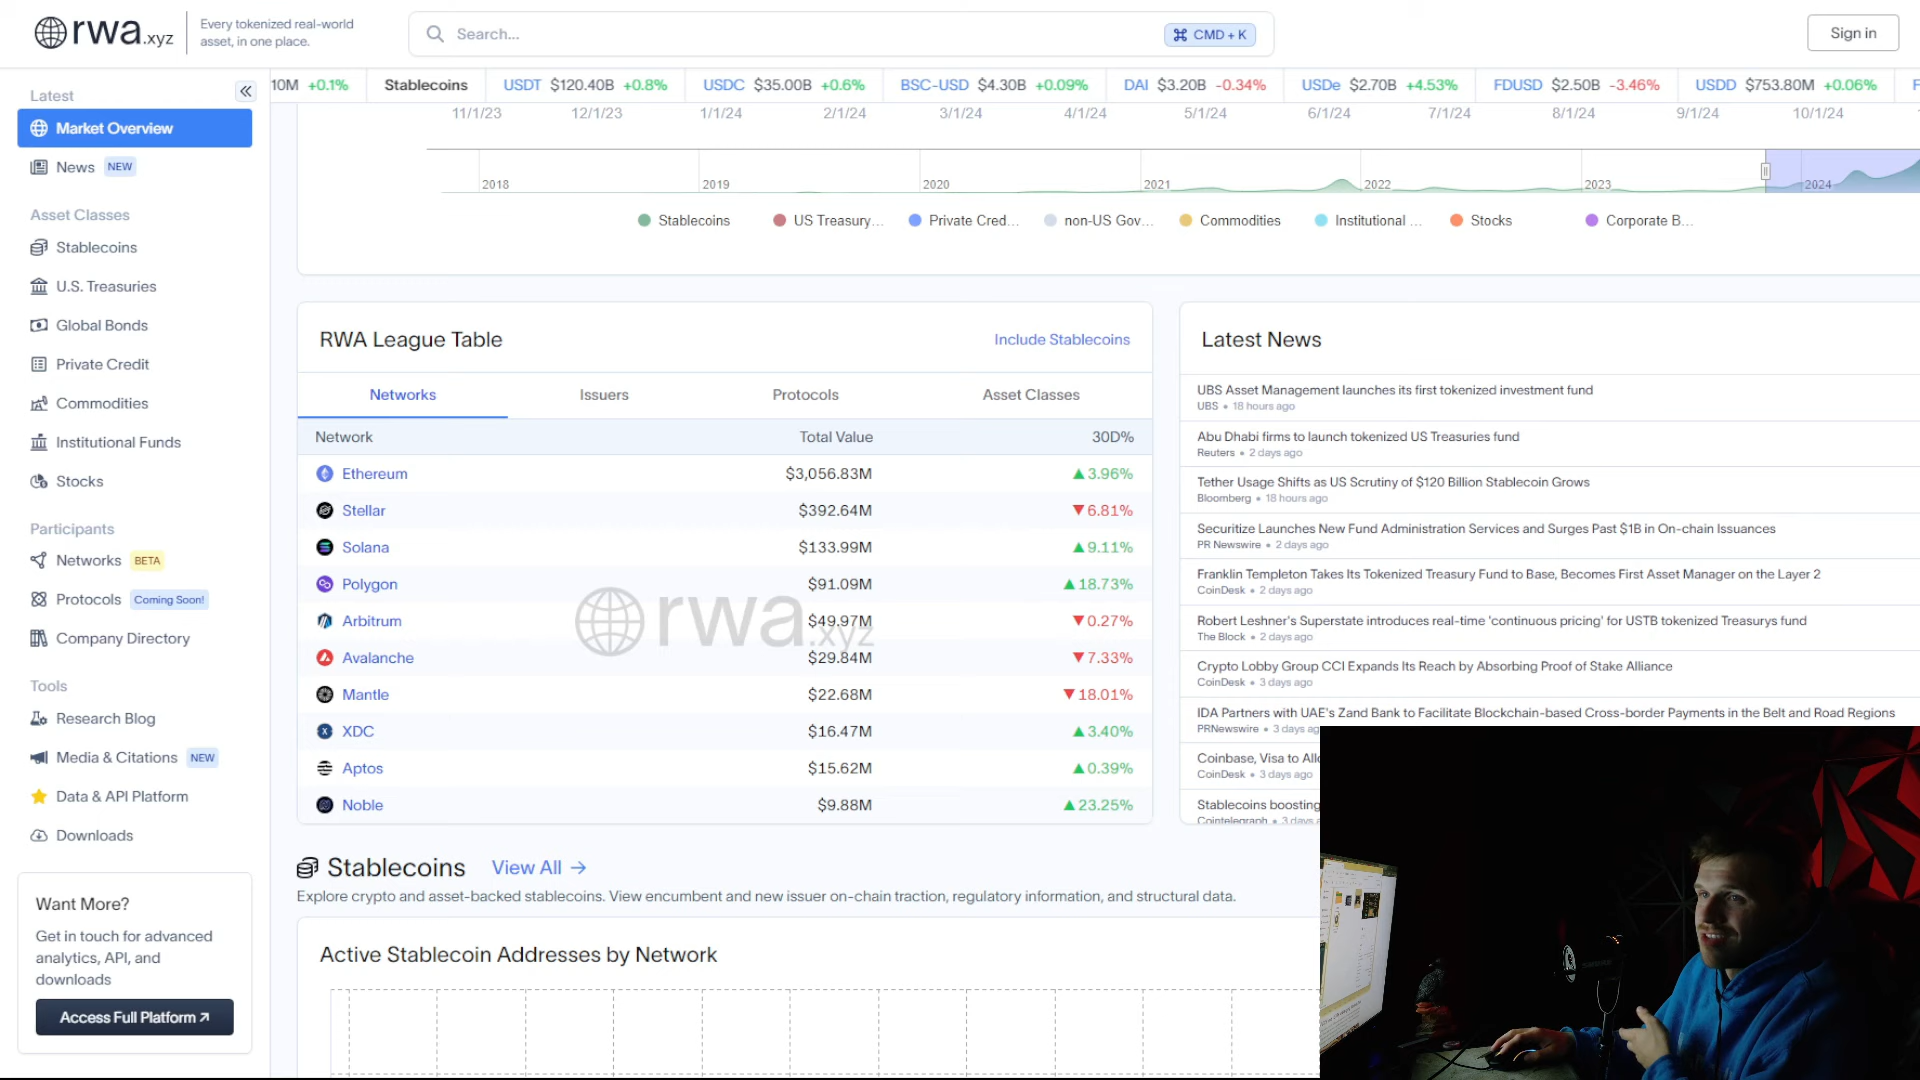 rwa.xyz
Every tokenized real-world
asset, in one place.
Search...
CMD + K
Sign in
10M +0.1%
Stablecoins
USDT $120.40B +0.8%
USDC $35.00B +0.6%
BSC-USD $4.30B +0.09%
DAI $3.20B -0.34%
USDe $2.70B +4.53%
FDUSD $2.50B -3.46%
USDD $753.80M +0.06%
Latest
Market Overview
News NEW
Asset Classes
Stablecoins
U.S. Treasuries
Global Bonds
Private Credit
Commodities
Institutional Funds
Stocks
Participants
Networks BETA
Protocols Coming Soon!
Company Directory
Tools
Research Blog
Media & Citations NEW
Data & API Platform
Downloads
Want More?
Get in touch for advanced
analytics, API, and
downloads
Access Full Platform
11/1/23 12/1/23 1/1/24 2/1/24 3/1/24 4/1/24 5/1/24 6/1/24 7/1/24 8/1/24 9/1/24 10/1/24
2018 2019 2020 2021 2022 2023 2024
Stablecoins US Treasury... Private Cred... non-US Gov... Commodities Institutional ... Stocks Corporate B...
RWA League Table
Include Stablecoins
Networks Issuers Protocols Asset Classes
Network Total Value 30D%
Ethereum $3,056.83M ▲3.96%
Stellar $392.64M ▼6.81%
Solana $133.99M ▲9.11%
Polygon $91.09M ▲18.73%
Arbitrum $49.97M ▼0.27%
Avalanche $29.84M ▼7.33%
Mantle $22.68M ▼18.01%
XDC $16.47M ▲3.40%
Aptos $15.62M ▲0.39%
Noble $9.88M ▲23.25%
rwa.xyz
Latest News
UBS Asset Management launches its first tokenized investment fund
UBS • 18 hours ago
Abu Dhabi firms to launch tokenized US Treasuries fund
Reuters • 2 days ago
Tether Usage Shifts as US Scrutiny of $120 Billion Stablecoin Grows
Bloomberg • 18 hours ago
Securitize Launches New Fund Administration Services and Surges Past $1B in On-chain Issuances
PR Newswire • 2 days ago
Franklin Templeton Takes Its Tokenized Treasury Fund to Base, Becomes First Asset Manager on the Layer 2
CoinDesk • 2 days ago
Robert Leshner's Superstate introduces real-time 'continuous pricing' for USTB tokenized Treasurys fund
The Block • 2 days ago
Crypto Lobby Group CCI Expands Its Reach by Absorbing Proof of Stake Alliance
CoinDesk • 3 days ago
IDA Partners with UAE's Zand Bank to Facilitate Blockchain-based Cross-border Payments in the Belt and Road Regions
PRNewswire • 3 days ag
Coinbase, Visa to
CoinDesk • 3 days ago
Stablecoins boosting
Cointelegraph • 3 days
Stablecoins
View All →
Explore crypto and asset-backed stablecoins. View encumbent and new issuer on-chain traction, regulatory information, and structural data.
Active Stablecoin Addresses by Network